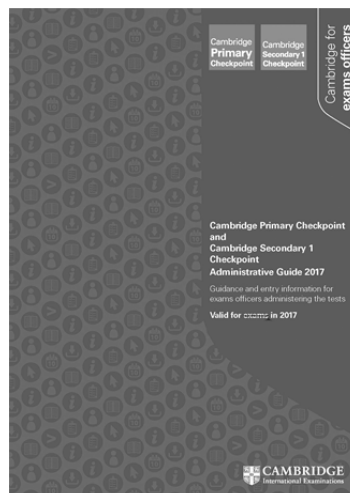 Cambridge
Primary
Checkpoint
Cambridge
Secondary 1
Checkpoint
Cambridge for
exams officers
Cambridge Primary Checkpoint
and
Cambridge Secondary 1
Checkpoint
Administrative Guide 2017
Guidance and entry information for
exams officers administering the tests
Valid for exams in 2017
CAMBRIDGE
International Examinations